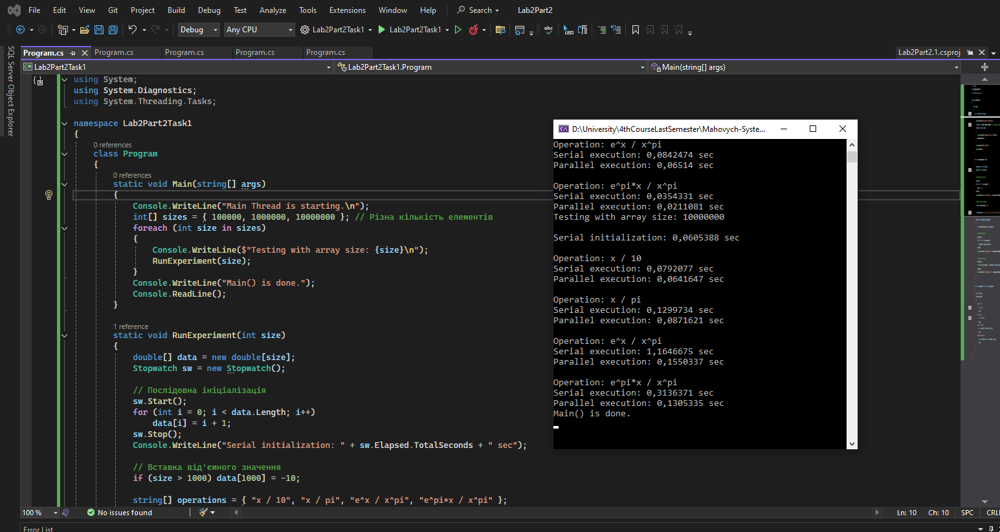 File Edit View Git Project Build Debug Test Analyze Tools Extensions Window Help Search Lab2Part2
Debug Any CPU Lab2Part2Task1 Lab2Part2Task1
Program.cs Program.cs Program.cs Program.cs Program.cs Lab2Part2.1.csproj
Lab2Part2Task1 Lab2Part2Task1.Program Main(string[] args)
SQL Server Object Explorer
using System;
using System.Diagnostics;
using System.Threading.Tasks;
namespace Lab2Part2Task1
{
0 references
class Program
{
0 references
static void Main(string[] args)
{
Console.WriteLine("Main Thread is starting.\n");
int[] sizes = { 100000, 1000000, 10000000 }; // Різна кількість елементів
foreach (int size in sizes)
{
Console.WriteLine($"Testing with array size: {size}\n");
RunExperiment(size);
}
Console.WriteLine("Main() is done.");
Console.ReadLine();
}
1 reference
static void RunExperiment(int size)
{
double[] data = new double[size];
Stopwatch sw = new Stopwatch();
// Послідовна ініціалізація
sw.Start();
for (int i = 0; i < data.Length; i++)
data[i] = i + 1;
sw.Stop();
Console.WriteLine("Serial initialization: " + sw.Elapsed.TotalSeconds + " sec");
// Вставка від'ємного значення
if (size > 1000) data[1000] = -10;
string[] operations = { "x / 10", "x / pi", "e^x / x^pi", "e^pi*x / x^pi" };
D:\University\4thCourseLastSemester\Mahovych-Syste...
Operation: e^x / x^pi
Serial execution: 0,0842474 sec
Parallel execution: 0,06514 sec
Operation: e^pi*x / x^pi
Serial execution: 0,0354331 sec
Parallel execution: 0,0211081 sec
Testing with array size: 10000000
Serial initialization: 0,0605388 sec
Operation: x / 10
Serial execution: 0,0792077 sec
Parallel execution: 0,0641647 sec
Operation: x / pi
Serial execution: 0,1299734 sec
Parallel execution: 0,0871621 sec
Operation: e^x / x^pi
Serial execution: 1,1646675 sec
Parallel execution: 0,1550337 sec
Operation: e^pi*x / x^pi
Serial execution: 0,3136371 sec
Parallel execution: 0,1305335 sec
Main() is done.
100 % No issues found Ln: 10 Ch: 10 SPC CRL
Error List